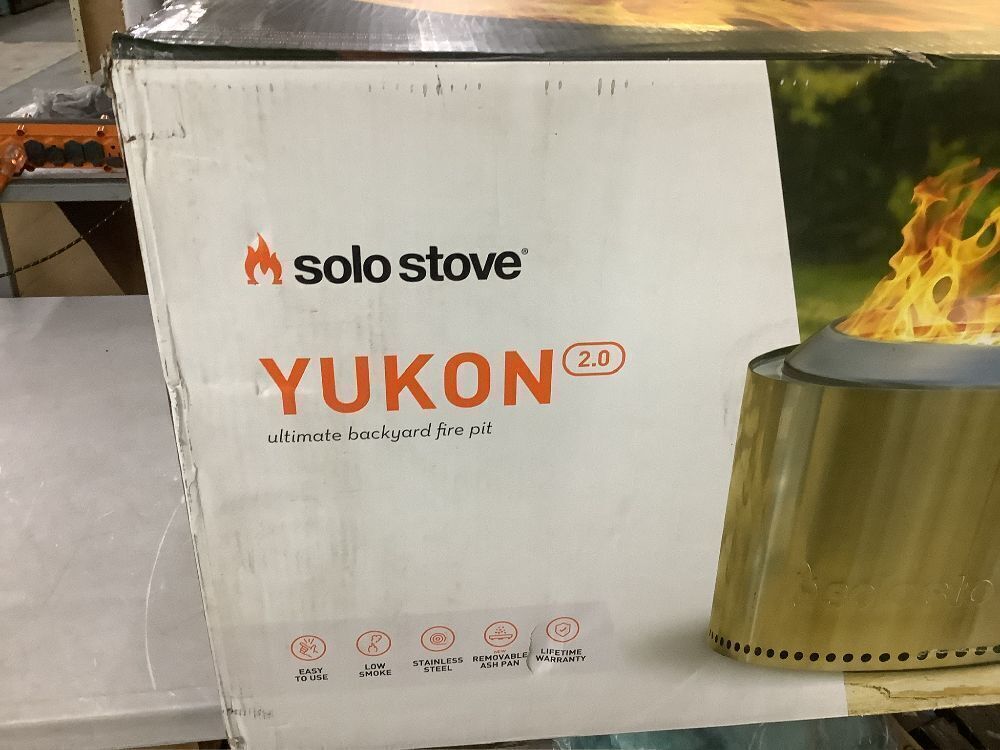 solo stove®
YUKON 2.0
ultimate backyard fire pit
EASY
TO USE
LOW
SMOKE
STAINLESS
STEEL
NEW
REMOVABLE
ASH PAN
LIFETIME
WARRANTY